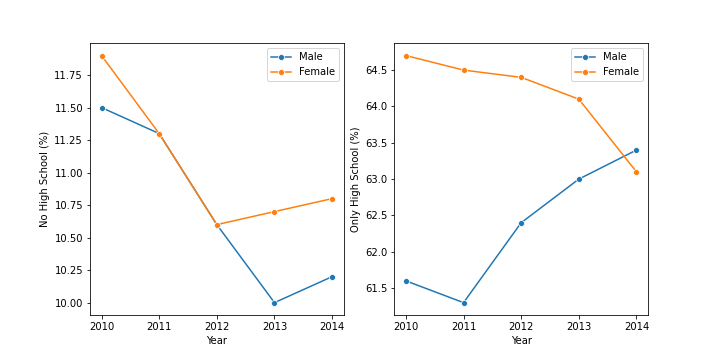 No High School (%)
11.75
11.50
11.25
11.00
10.75
10.50
10.25
10.00
2010 2011 2012 2013 2014
Year
Male
Female
Only High School (%)
64.5
64.0
63.5
63.0
62.5
62.0
61.5
2010 2011 2012 2013 2014
Year
Male
Female